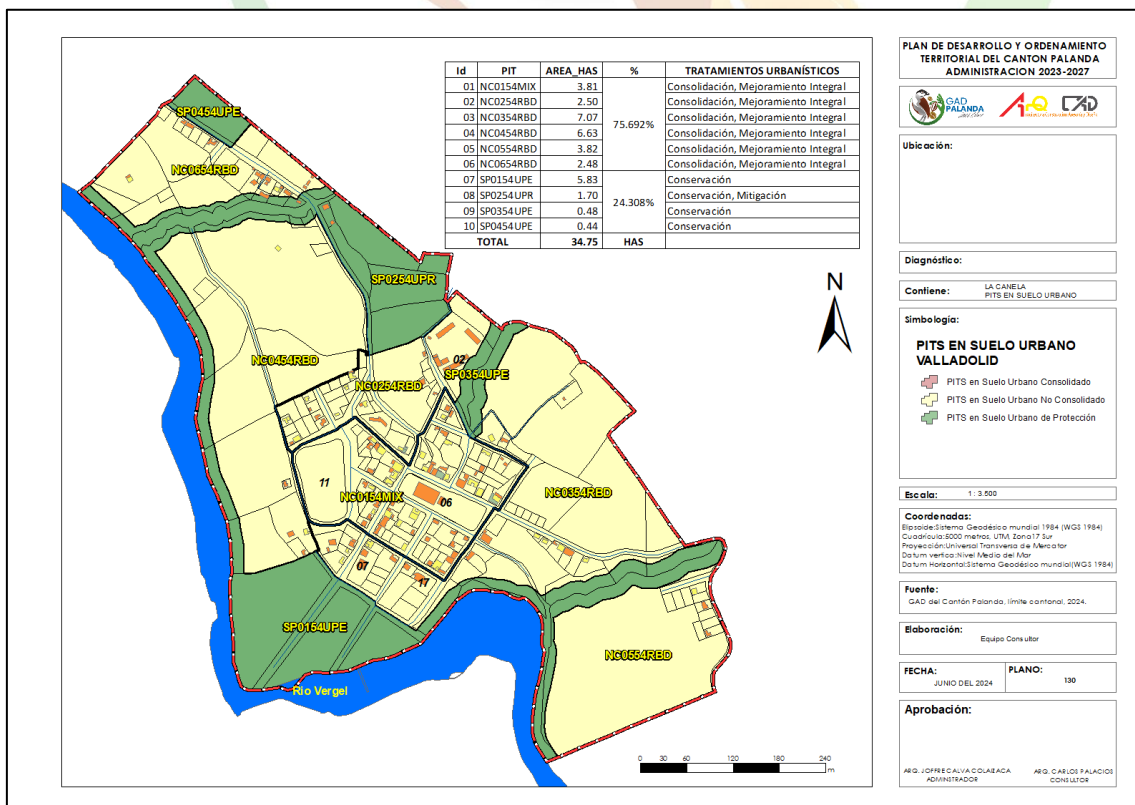 Id PIT AREA_HAS % TRATAMIENTOS URBANÍSTICOS
01 NC0154MIX 3.81 Consolidación, Mejoramiento Integral
02 NC0254RBD 2.50 Consolidación, Mejoramiento Integral
03 NC0354RBD 7.07 Consolidación, Mejoramiento Integral
75.692%
04 NC0454RBD 6.63 Consolidación, Mejoramiento Integral
05 NC0554RBD 3.82 Consolidación, Mejoramiento Integral
06 NC0654RBD 2.48 Consolidación, Mejoramiento Integral
07 SP0154UPE 5.83 Conservación
08 SP0254UPR 1.70 Conservación, Mitigación
24.308%
09 SP0354UPE 0.48 Conservación
10 SP0454UPE 0.44 Conservación
TOTAL 34.75 HAS
SP0454UPE
NC0654RBD
SP0254UPR
N
02
NC0454RBD
SP0354UPE
NC0254RBD
11
NC0154MIX
06
NC0354RBD
07
17
SP0154UPE
NC0554RBD
Río Vergel
0 30 60 120 180 240
m
PLAN DE DESARROLLO Y ORDENAMIENTO
TERRITORIAL DEL CANTON PALANDA
ADMINISTRACION 2023-2027
GAD
PALANDA
Ubicación:
Diagnóstico:
Contiene: LA CANELA
PITS EN SUELO URBANO
Simbología:
PITS EN SUELO URBANO
VALLADOLID
PITS en Suelo Urbano Consolidado
PITS en Suelo Urbano No Consolidado
PITS en Suelo Urbano de Protección
Escala: 1 : 3.500
Coordenadas:
Elipsoide:Sistema Geodésico mundial 1984 (WGS 1984)
Cuadrícula:5000 metros, UTM, Zona17 Sur
Proyección:Universal Transversa de Mercator
Datum vertical:Nivel Medio del Mar
Datum Horizontal:Sistema Geodésico mundial(WGS 1984)
Fuente:
GAD del Cantón Palanda, límite cantonal, 2024.
Elaboración:
Equipo Consultor
FECHA:
JUNIO DEL 2024
PLANO:
130
Aprobación:
ARQ. JOFFRE CALVA COLAIZACA
ADMINISTRADOR
ARQ. CARLOS PALACIOS
CONSULTOR